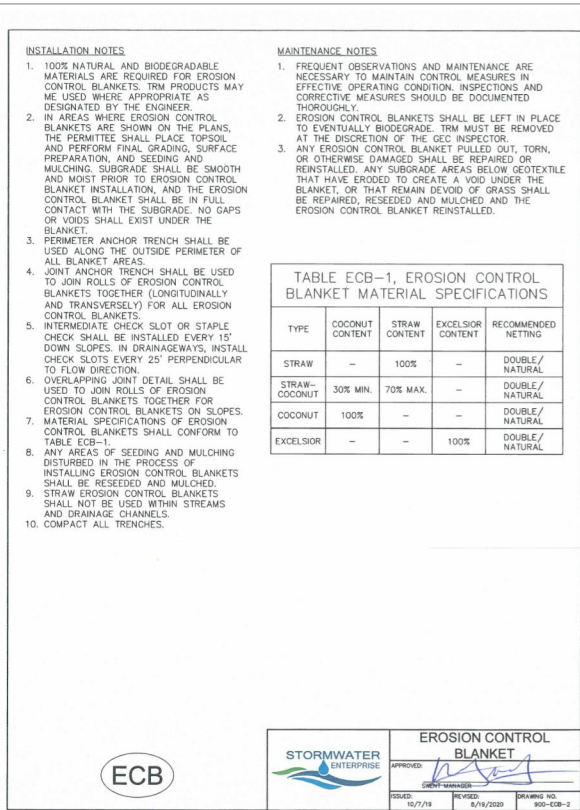 INSTALLATION NOTES
1. 100% NATURAL AND BIODEGRADABLE
MATERIALS ARE REQUIRED FOR EROSION
CONTROL BLANKETS. TRM PRODUCTS MAY
ME USED WHERE APPROPRIATE AS
DESIGNATED BY THE ENGINEER.
2. IN AREAS WHERE EROSION CONTROL
BLANKETS ARE SHOWN ON THE PLANS,
THE PERMITTEE SHALL PLACE TOPSOIL
AND PERFORM FINAL GRADING, SURFACE
PREPARATION, AND SEEDING AND
MULCHING. SUBGRADE SHALL BE SMOOTH
AND MOIST PRIOR TO EROSION CONTROL
BLANKET INSTALLATION, AND THE EROSION
CONTROL BLANKET SHALL BE IN FULL
CONTACT WITH THE SUBGRADE. NO GAPS
OR VOIDS SHALL EXIST UNDER THE
BLANKET.
3. PERIMETER ANCHOR TRENCH SHALL BE
USED ALONG THE OUTSIDE PERIMETER OF
ALL BLANKET AREAS.
4. JOINT ANCHOR TRENCH SHALL BE USED
TO JOIN ROLLS OF EROSION CONTROL
BLANKETS TOGETHER (LONGITUDINALLY
AND TRANSVERSELY) FOR ALL EROSION
CONTROL BLANKETS.
5. INTERMEDIATE CHECK SLOT OR STAPLE
CHECK SHALL BE INSTALLED EVERY 15'
DOWN SLOPES. IN DRAINAGEWAYS, INSTALL
CHECK SLOTS EVERY 25' PERPENDICULAR
TO FLOW DIRECTION.
6. OVERLAPPING JOINT DETAIL SHALL BE
USED TO JOIN ROLLS OF EROSION
CONTROL BLANKETS TOGETHER FOR
EROSION CONTROL BLANKETS ON SLOPES.
7. MATERIAL SPECIFICATIONS OF EROSION
CONTROL BLANKETS SHALL CONFORM TO
TABLE ECB-1.
8. ANY AREAS OF SEEDING AND MULCHING
DISTURBED IN THE PROCESS OF
INSTALLING EROSION CONTROL BLANKETS
SHALL BE RESEEDED AND MULCHED.
9. STRAW EROSION CONTROL BLANKETS
SHALL NOT BE USED WITHIN STREAMS
AND DRAINAGE CHANNELS.
10. COMPACT ALL TRENCHES.
MAINTENANCE NOTES
1. FREQUENT OBSERVATIONS AND MAINTENANCE ARE
NECESSARY TO MAINTAIN CONTROL MEASURES IN
EFFECTIVE OPERATING CONDITION. INSPECTIONS AND
CORRECTIVE MEASURES SHOULD BE DOCUMENTED
THOROUGHLY.
2. EROSION CONTROL BLANKETS SHALL BE LEFT IN PLACE
TO EVENTUALLY BIODEGRADE. TRM MUST BE REMOVED
AT THE DISCRETION OF THE GEC INSPECTOR.
3. ANY EROSION CONTROL BLANKET PULLED OUT, TORN,
OR OTHERWISE DAMAGED SHALL BE REPAIRED OR
REINSTALLED. ANY SUBGRADE AREAS BELOW GEOTEXTILE
THAT HAVE ERODED TO CREATE A VOID UNDER THE
BLANKET, OR THAT REMAIN DEVOID OF GRASS SHALL
BE REPAIRED, RESEEDED AND MULCHED AND THE
EROSION CONTROL BLANKET REINSTALLED.
TABLE ECB-1, EROSION CONTROL
BLANKET MATERIAL SPECIFICATIONS
TYPE COCONUT CONTENT STRAW CONTENT EXCELSIOR CONTENT RECOMMENDED NETTING
STRAW - 100% - DOUBLE/ NATURAL
STRAW-COCONUT 30% MIN. 70% MAX. - DOUBLE/ NATURAL
COCONUT 100% - - DOUBLE/ NATURAL
EXCELSIOR - - 100% DOUBLE/ NATURAL
ECB
STORMWATER
ENTERPRISE
EROSION CONTROL
BLANKET
APPROVED:
SWENT MANAGER
ISSUED: REVISED: DRAWING NO.
10/7/19 8/19/2020 900-ECB-2